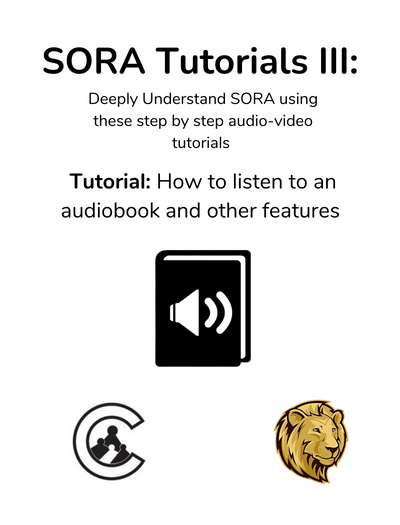 SORA Tutorials III:
Deeply Understand SORA using
these step by step audio-video
tutorials
Tutorial: How to listen to an
audiobook and other features